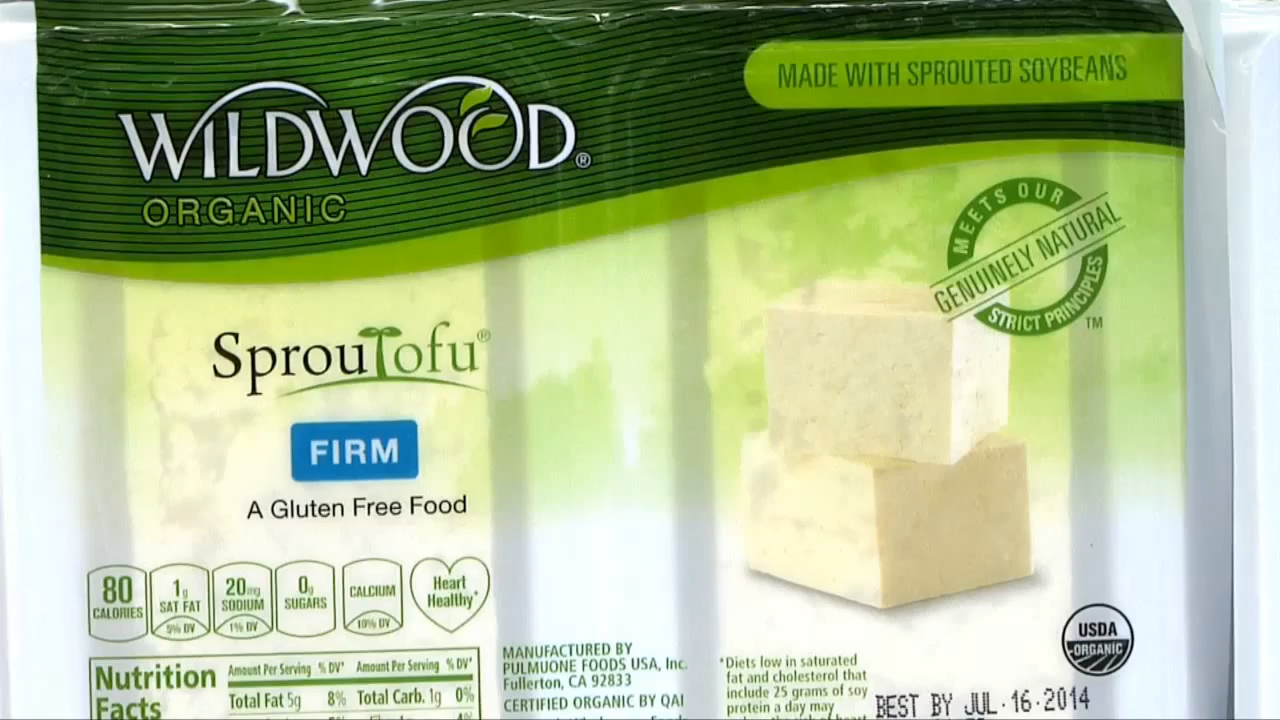 MADE WITH SPROUTED SOYBEANS
WILDWOOD®
ORGANIC
MEETS OUR
GENUINELY NATURAL
STRICT PRINCIPLES
TM
SprouTofu®
FIRM
A Gluten Free Food
80 CALORIES
1g SAT FAT 5% DV
20mg SODIUM 1% DV
0g SUGARS
CALCIUM 10% DV
Heart Healthy*
USDA
ORGANIC
Nutrition
Facts
Amount Per Serving % DV* Amount Per Serving % DV*
Total Fat 5g 8% Total Carb. 1g 0%
MANUFACTURED BY
PULMUONE FOODS USA, Inc.
Fullerton, CA 92833
CERTIFIED ORGANIC BY QAI
*Diets low in saturated
fat and cholesterol that
include 25 grams of soy
protein a day may
BEST BY JUL·16·2014